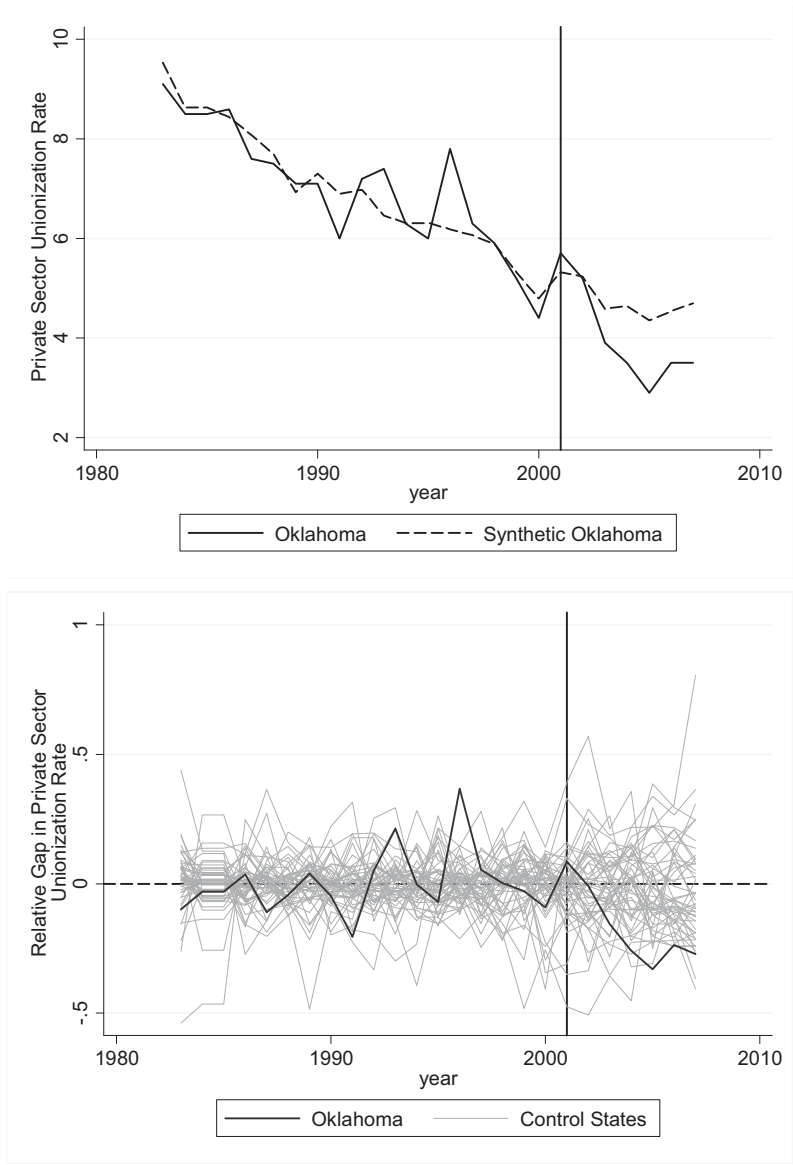 Private Sector Unionization Rate
10
8
6
4
2
1980 1990 2000 2010
year
Oklahoma Synthetic Oklahoma
Relative Gap in Private Sector
Unionization Rate
1
.5
0
-.5
1980 1990 2000 2010
year
Oklahoma Control States